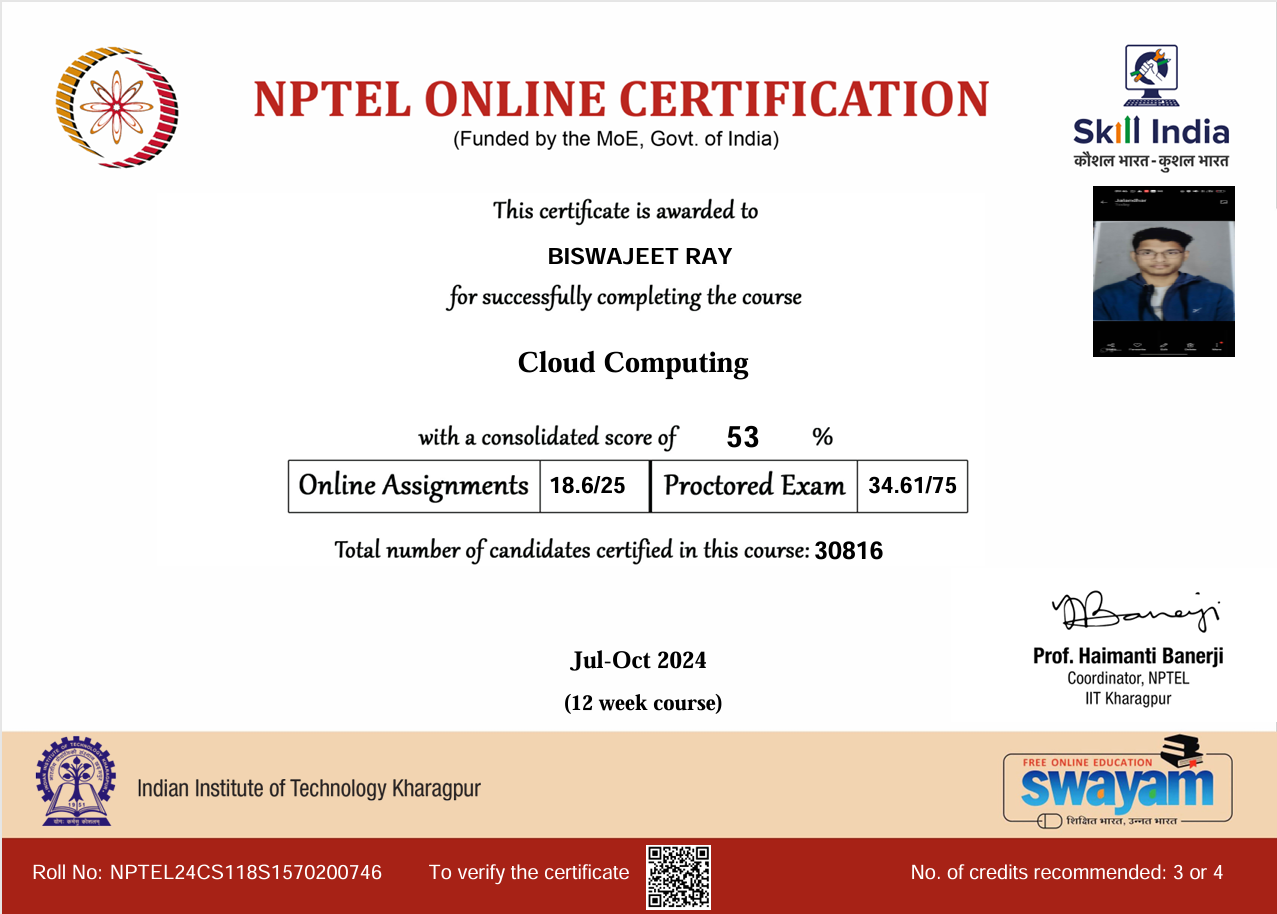 NPTEL ONLINE CERTIFICATION
(Funded by the MoE, Govt. of India)
Skill India
कौशल भारत - कुशल भारत
This certificate is awarded to
BISWAJEET RAY
for successfully completing the course
Cloud Computing
with a consolidated score of 53 %
Online Assignments 18.6/25 Proctored Exam 34.61/75
Total number of candidates certified in this course: 30816
Jul-Oct 2024
(12 week course)
Prof. Haimanti Banerji
Coordinator, NPTEL
IIT Kharagpur
Indian Institute of Technology Kharagpur
FREE ONLINE EDUCATION
swayam
शिक्षित भारत, उन्नत भारत
Roll No: NPTEL24CS118S1570200746 To verify the certificate No. of credits recommended: 3 or 4